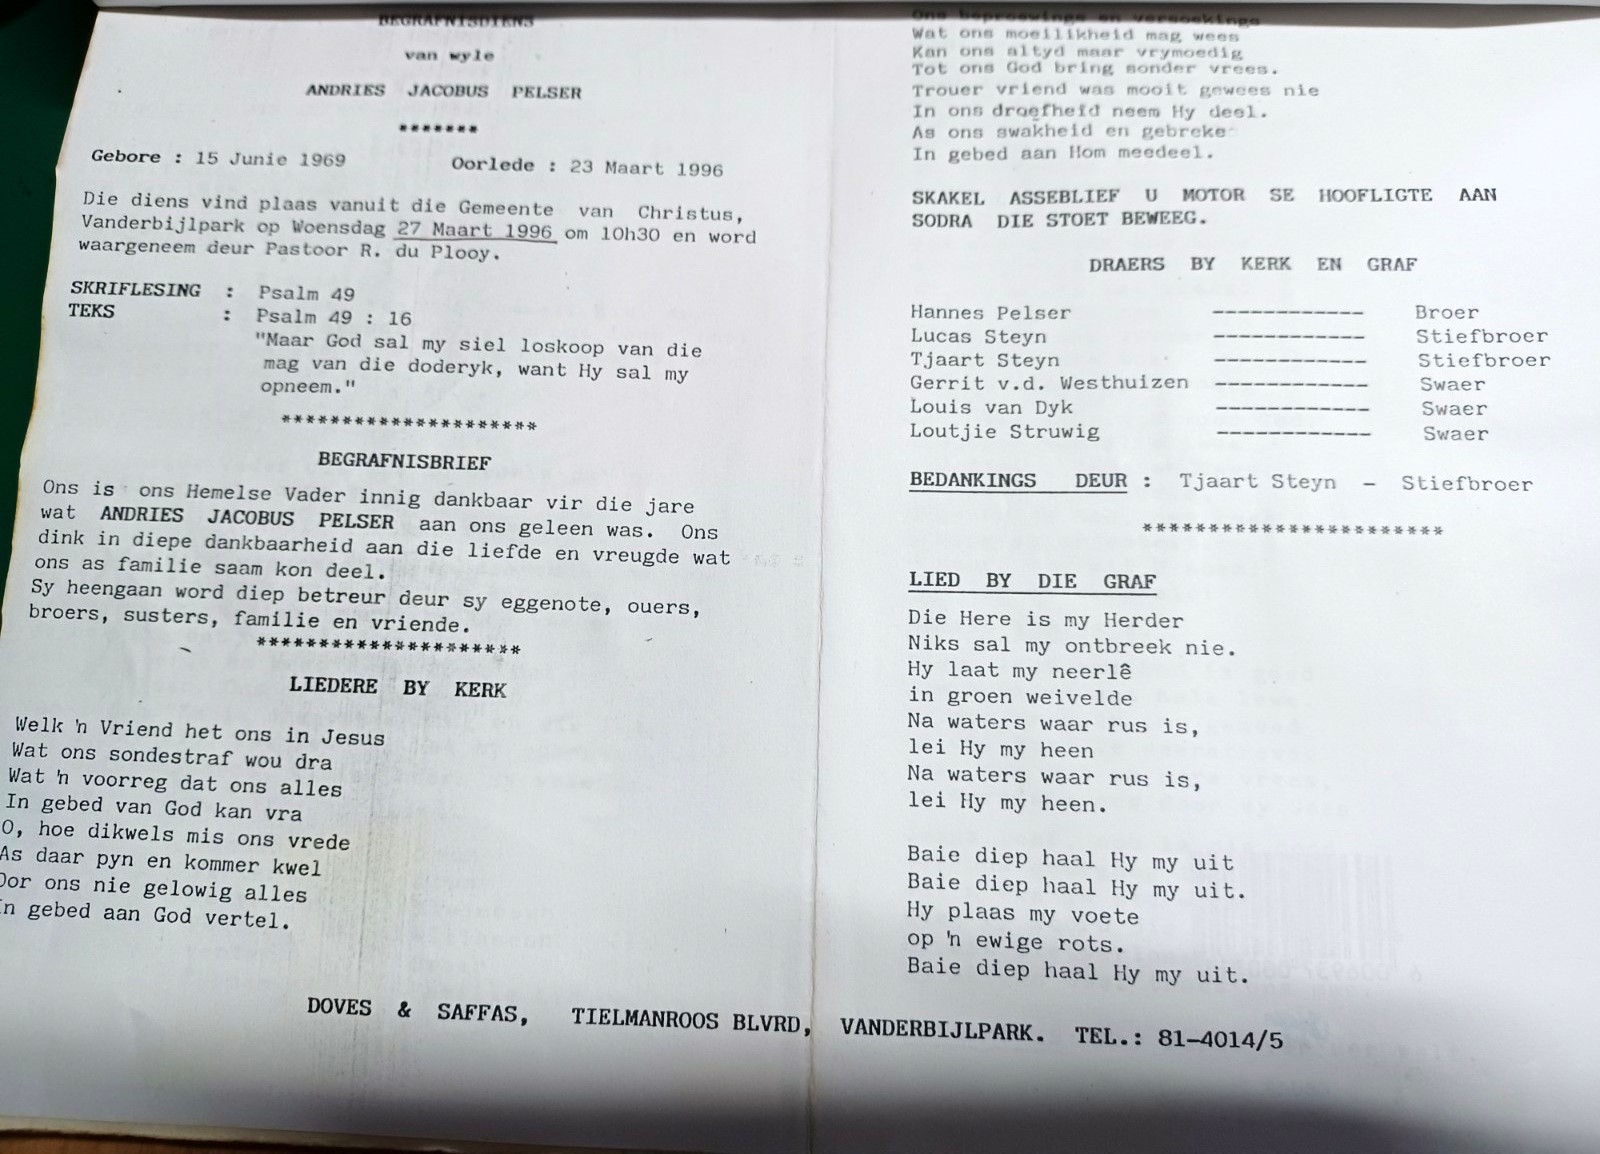 BEGRAFNISDIENS
van wyle
ANDRIES JACOBUS PELSER
*******
Gebore : 15 Junie 1969 Oorlede : 23 Maart 1996
Die diens vind plaas vanuit die Gemeente van Christus,
Vanderbijlpark op Woensdag 27 Maart 1996 om 10h30 en word
waargeneem deur Pastoor R. du Plooy.
SKRIFLESING : Psalm 49
TEKS : Psalm 49 : 16
"Maar God sal my siel loskoop van die
mag van die doderyk, want Hy sal my
opneem."
*********************
BEGRAFNISBRIEF
Ons is ons Hemelse Vader innig dankbaar vir die jare
wat ANDRIES JACOBUS PELSER aan ons geleen was. Ons
dink in diepe dankbaarheid aan die liefde en vreugde wat
ons as familie saam kon deel.
Sy heengaan word diep betreur deur sy eggenote, ouers,
broers, susters, familie en vriende.
**********************
LIEDERE BY KERK
Welk 'n Vriend het ons in Jesus
Wat ons sondestraf wou dra
Wat 'n voorreg dat ons alles
In gebed van God kan vra
O, hoe dikwels mis ons vrede
As daar pyn en kommer kwel
Oor ons nie gelowig alles
In gebed aan God vertel.
Ons beproewings en versoekings
Wat ons moeilikheid mag wees
Kan ons altyd maar vrymoedig
Tot ons God bring sonder vrees.
Trouer vriend was mooit gewees nie
In ons droefheid neem Hy deel.
As ons swakheid en gebreke
In gebed aan Hom meedeel.
SKAKEL ASSEBLIEF U MOTOR SE HOOFLIGTE AAN
SODRA DIE STOET BEWEEG.
DRAERS BY KERK EN GRAF
Hannes Pelser ------------ Broer
Lucas Steyn ------------ Stiefbroer
Tjaart Steyn ------------ Stiefbroer
Gerrit v.d. Westhuizen ------------ Swaer
Louis van Dyk ------------ Swaer
Loutjie Struwig ------------ Swaer
BEDANKINGS DEUR : Tjaart Steyn - Stiefbroer
***********************
LIED BY DIE GRAF
Die Here is my Herder
Niks sal my ontbreek nie.
Hy laat my neerlê
in groen weivelde
Na waters waar rus is,
lei Hy my heen
Na waters waar rus is,
lei Hy my heen.
Baie diep haal Hy my uit
Baie diep haal Hy my uit.
Hy plaas my voete
op 'n ewige rots.
Baie diep haal Hy my uit.
DOVES & SAFFAS, TIELMANROOS BLVRD, VANDERBIJLPARK. TEL.: 81-4014/5